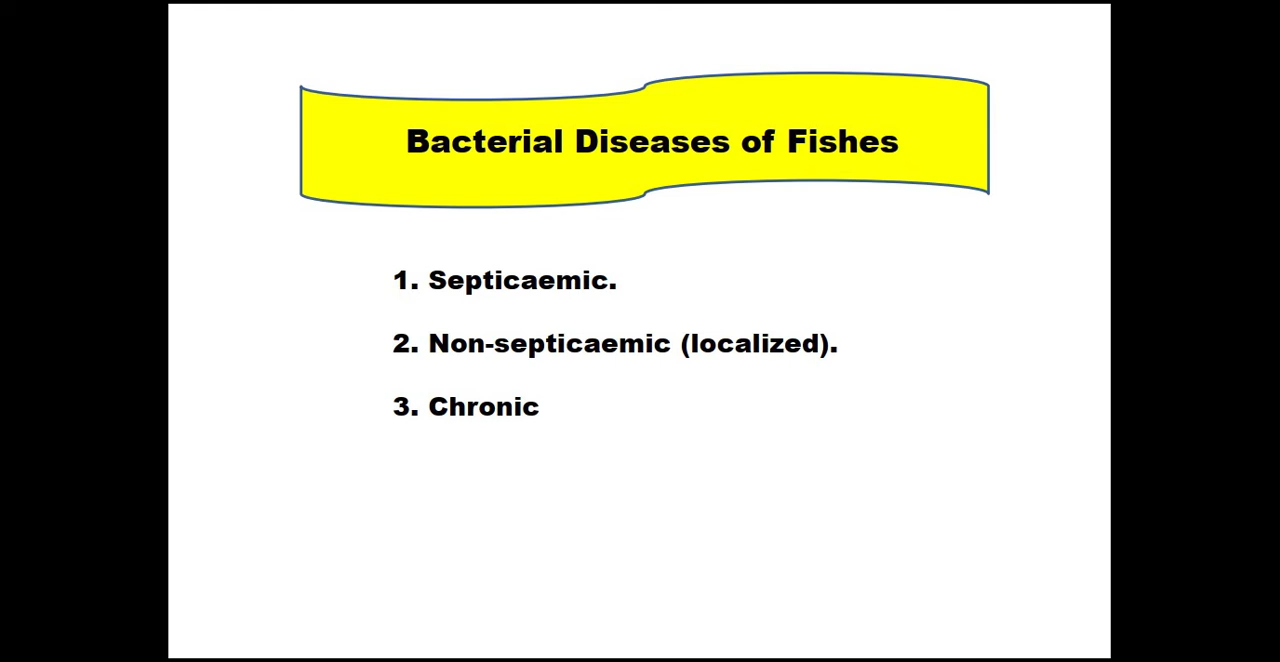 Bacterial Diseases of Fishes
1. Septicaemic.
2. Non-septicaemic (localized).
3. Chronic